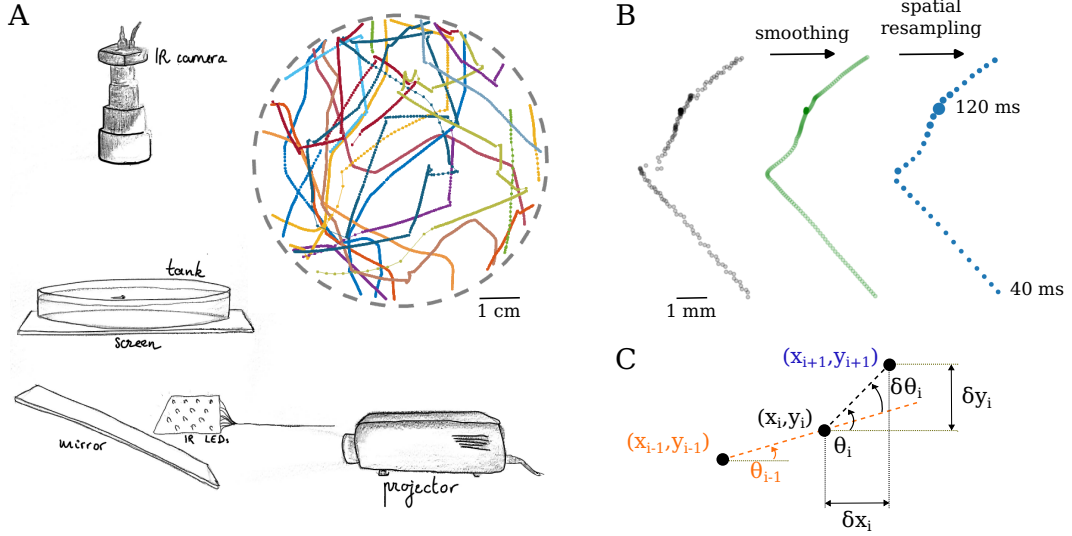 A
IR camera
1 cm
tank
screen
mirror
IR LEDs
projector
B
smoothing
spatial
resampling
120 ms
40 ms
1 mm
C
(xᵢ₊₁,yᵢ₊₁)
δθᵢ
δyᵢ
(xᵢ,yᵢ)
(xᵢ₋₁,yᵢ₋₁)
θᵢ
θᵢ₋₁
δxᵢ